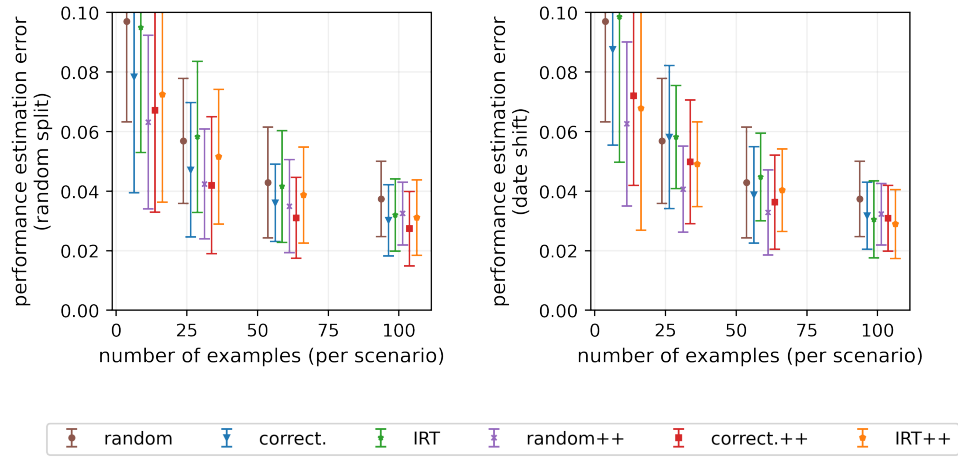 performance estimation error
(random split)
0.10
0.08
0.06
0.04
0.02
0.00
0 25 50 75 100
number of examples (per scenario)
performance estimation error
(date shift)
0.10
0.08
0.06
0.04
0.02
0.00
0 25 50 75 100
number of examples (per scenario)
random correct. IRT random++ correct.++ IRT++